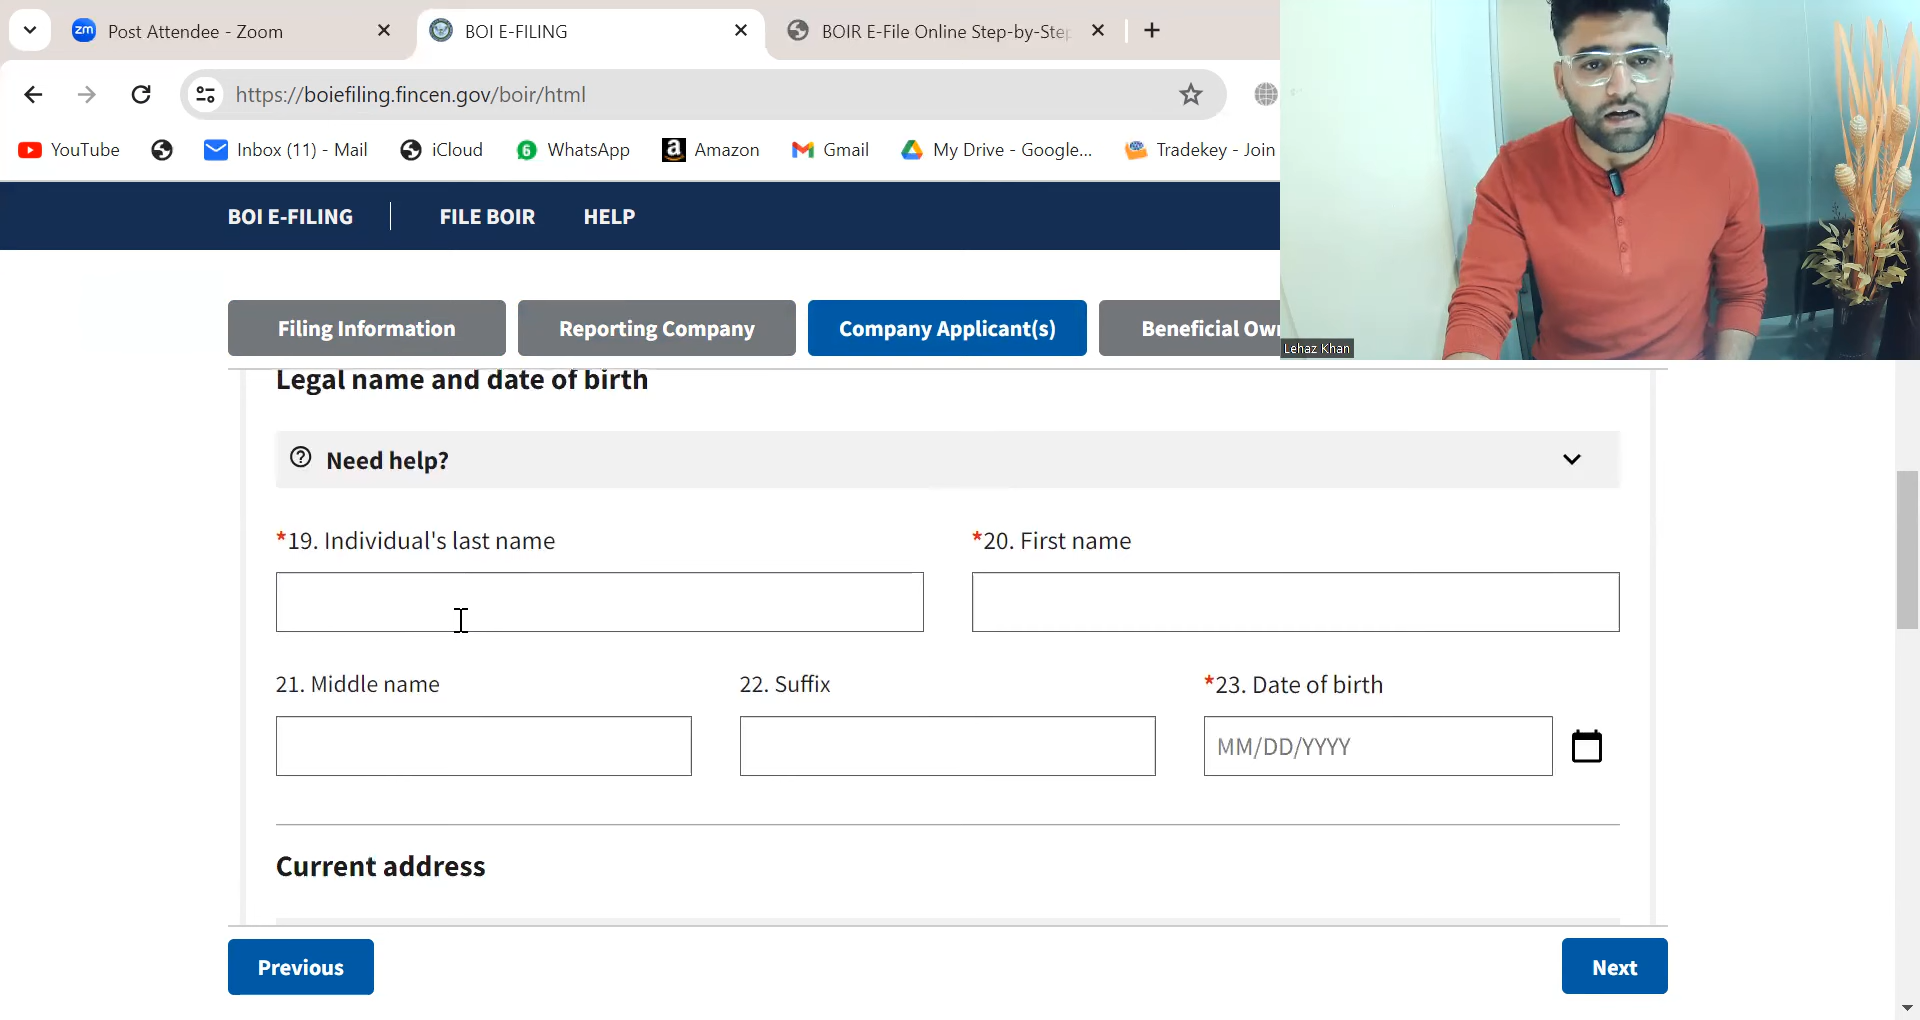 zm Post Attendee - Zoom
BOI E-FILING
BOIR E-File Online Step-by-Step
https://boiefiling.fincen.gov/boir/html
YouTube
Inbox (11) - Mail
iCloud
6 WhatsApp
a Amazon
Gmail
My Drive - Google...
Tradekey - Join
BOI E-FILING
FILE BOIR
HELP
Lehaz Khan
Filing Information
Reporting Company
Company Applicant(s)
Beneficial Own
Legal name and date of birth
? Need help?
*19. Individual's last name
*20. First name
21. Middle name
22. Suffix
*23. Date of birth
MM/DD/YYYY
Current address
Previous
Next